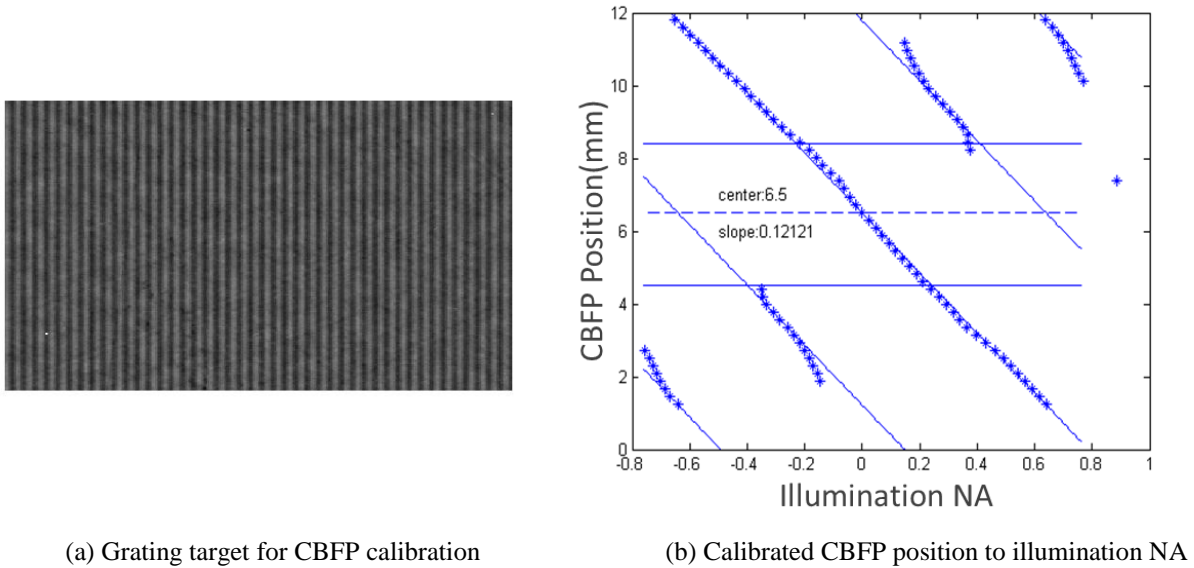 12
10
8
6
4
2
0
CBFP Position(mm)
center:6.5
slope:0.12121
-0.8 -0.6 -0.4 -0.2 0 0.2 0.4 0.6 0.8 1
Illumination NA
(a) Grating target for CBFP calibration
(b) Calibrated CBFP position to illumination NA